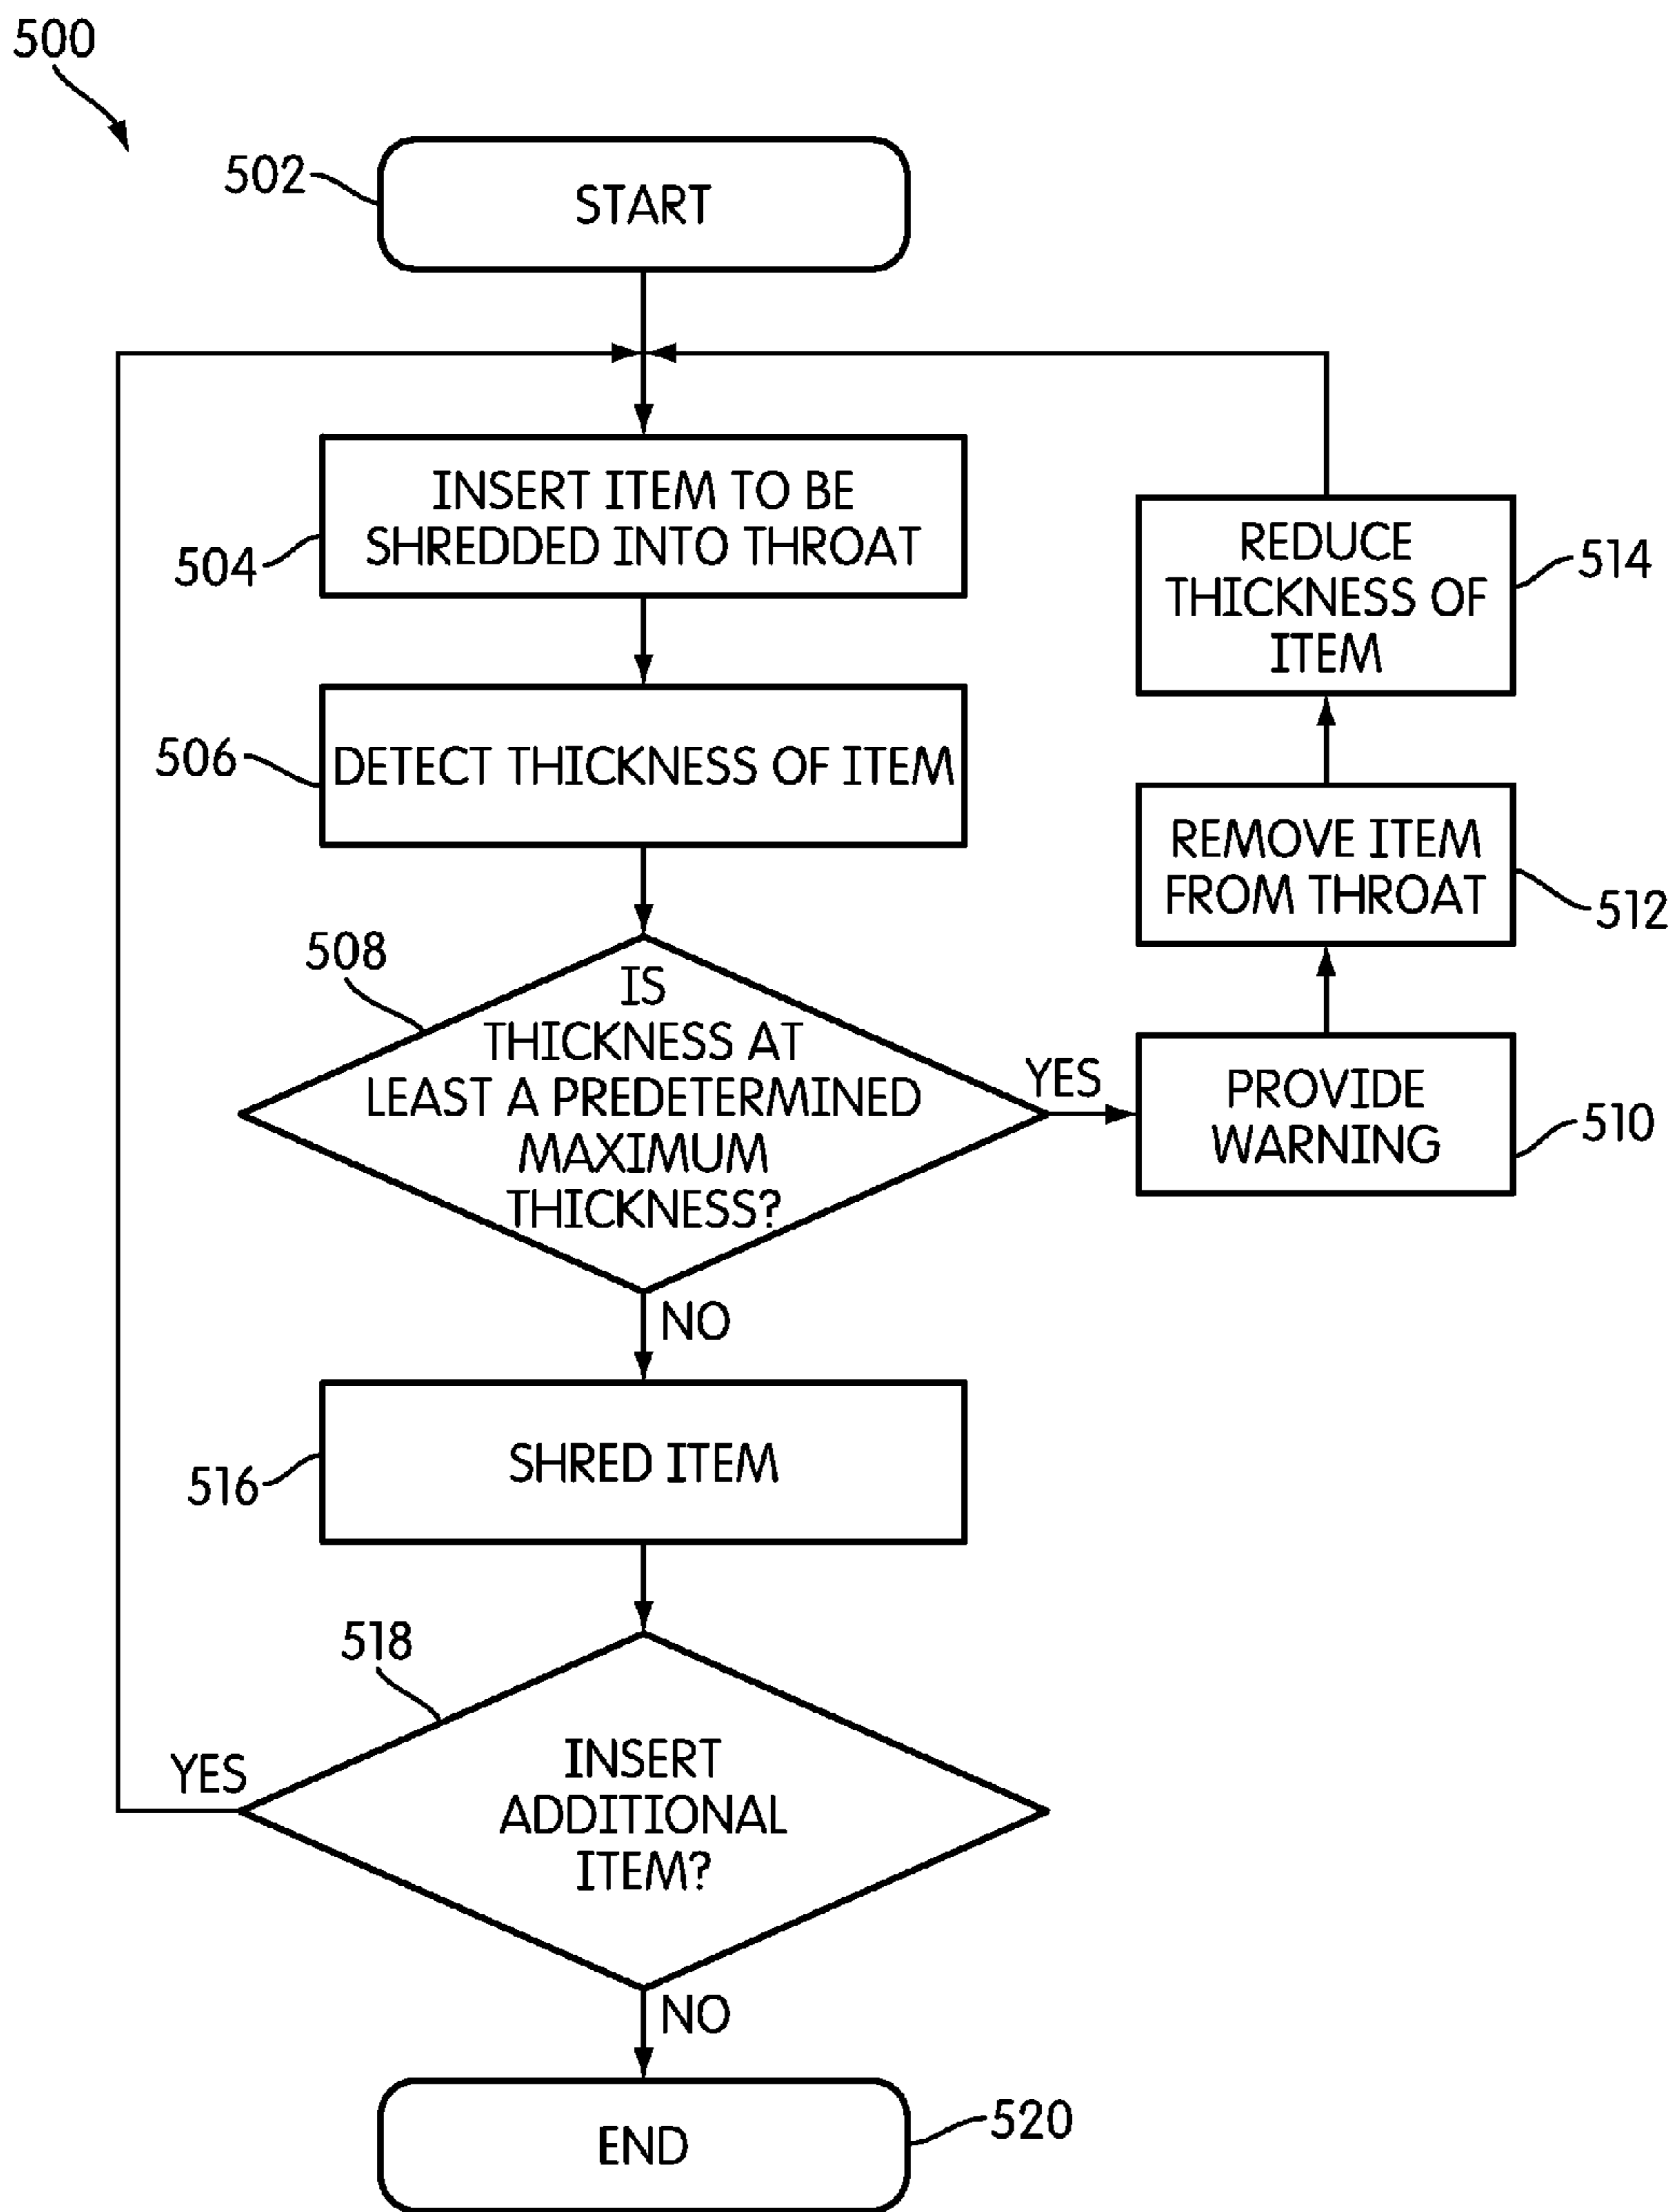 500
502
START
INSERT ITEM TO BE
SHREDDED INTO THROAT
504
REDUCE
THICKNESS OF
ITEM
514
506
DETECT THICKNESS OF ITEM
REMOVE ITEM
FROM THROAT
512
508
IS
THICKNESS AT
LEAST A PREDETERMINED
MAXIMUM
THICKNESS?
YES
PROVIDE
WARNING
510
NO
516
SHRED ITEM
518
YES
INSERT
ADDITIONAL
ITEM?
NO
END
520